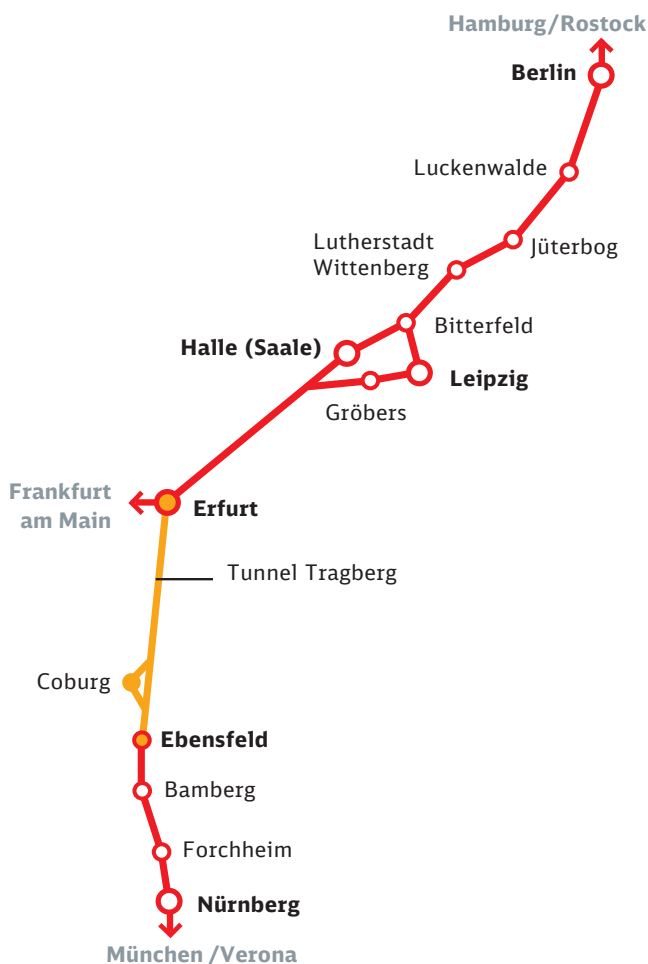 Hamburg/Rostock
Berlin
Luckenwalde
Lutherstadt
Wittenberg
Jüterbog
Bitterfeld
Halle (Saale)
Leipzig
Gröbers
Frankfurt
am Main
Erfurt
Tunnel Tragberg
Coburg
Ebensfeld
Bamberg
Forchheim
Nürnberg
München /Verona